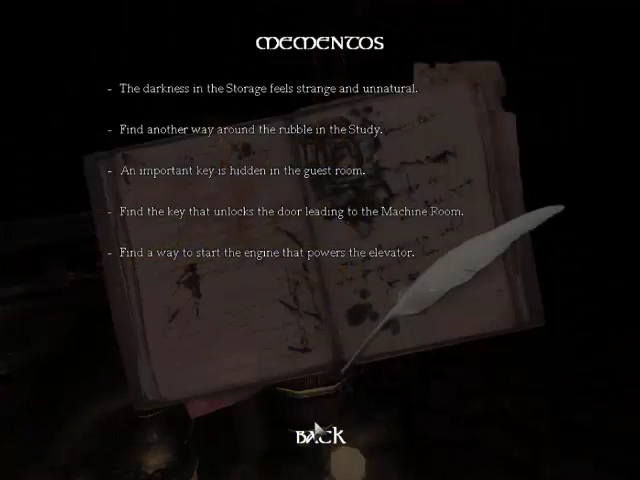 MEMENTOS
- The darkness in the Storage feels strange and unnatural.
- Find another way around the rubble in the Study.
- An important key is hidden in the guest room.
- Find the key that unlocks the door leading to the Machine Room.
- Find a way to start the engine that powers the elevator.
BACK